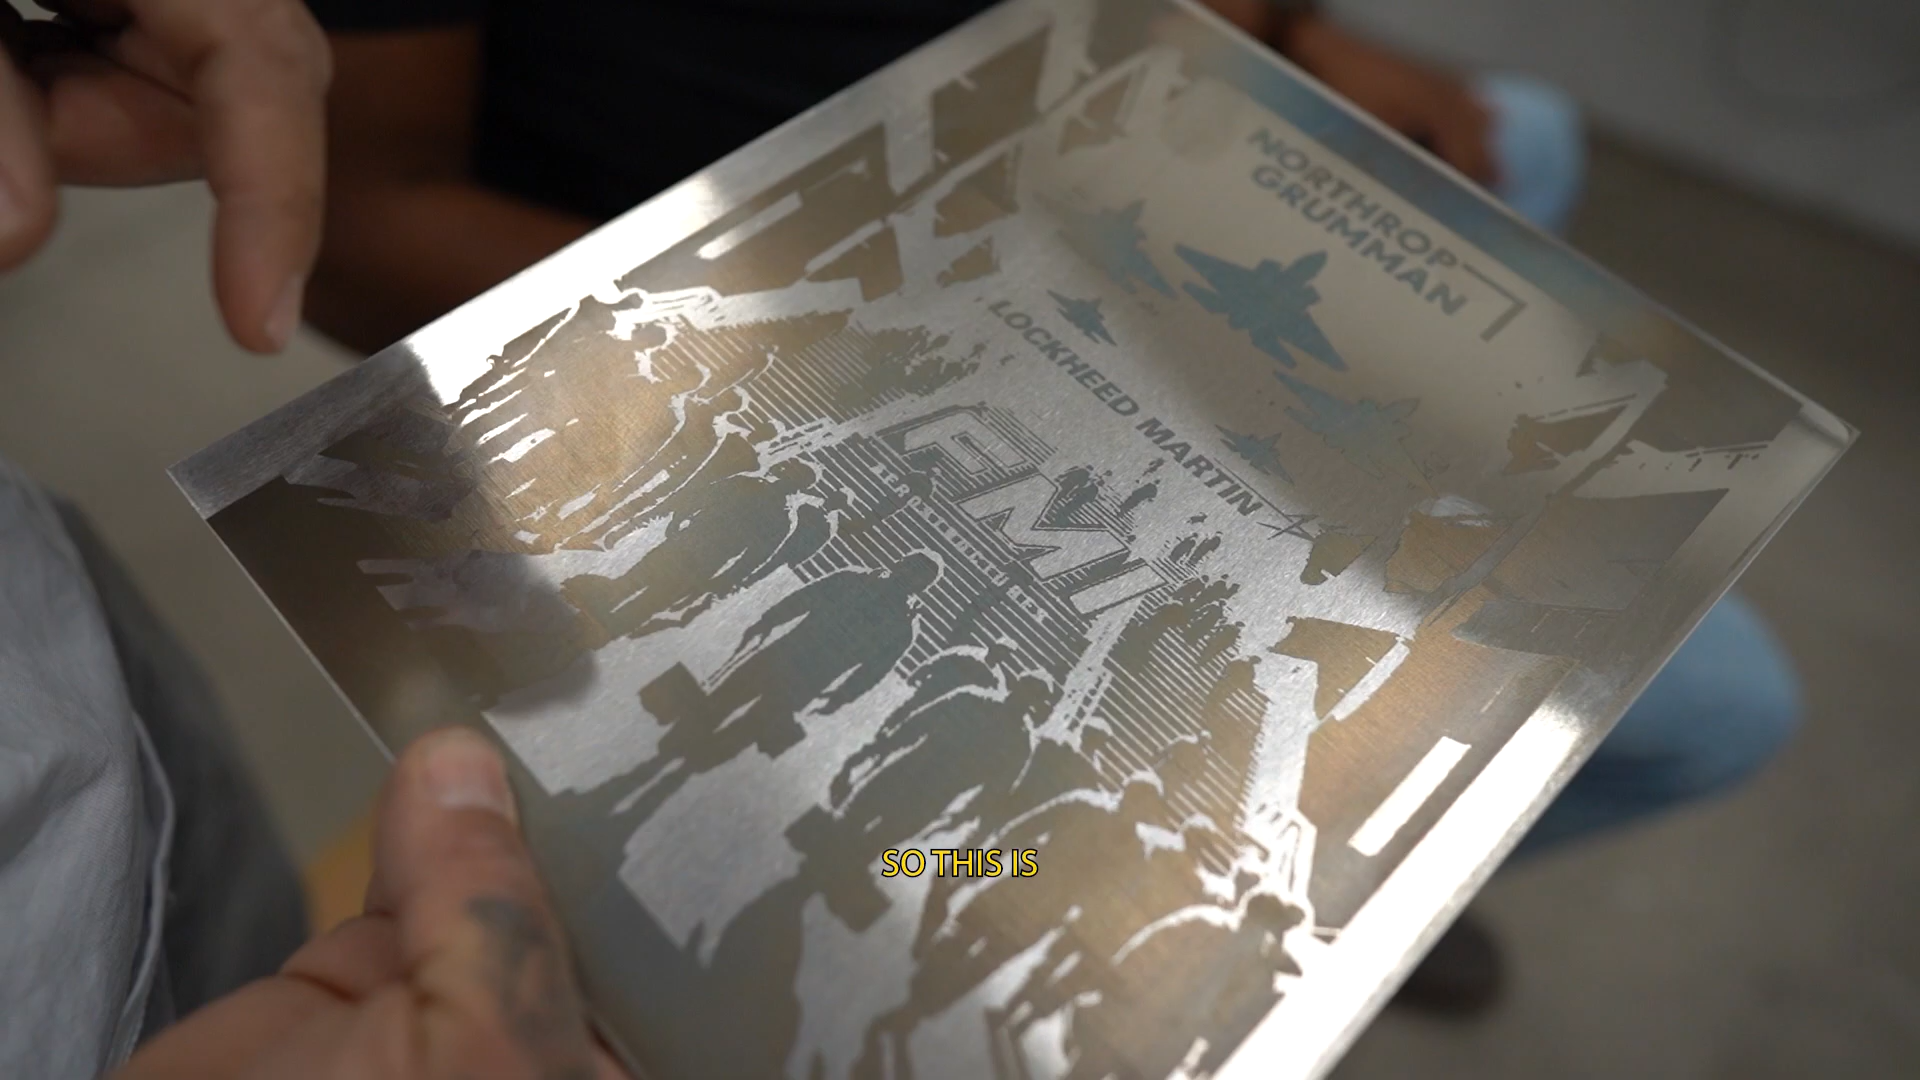 NORTHROP
GRUMMAN
LOCKHEED MARTIN
FMI
SO THIS IS